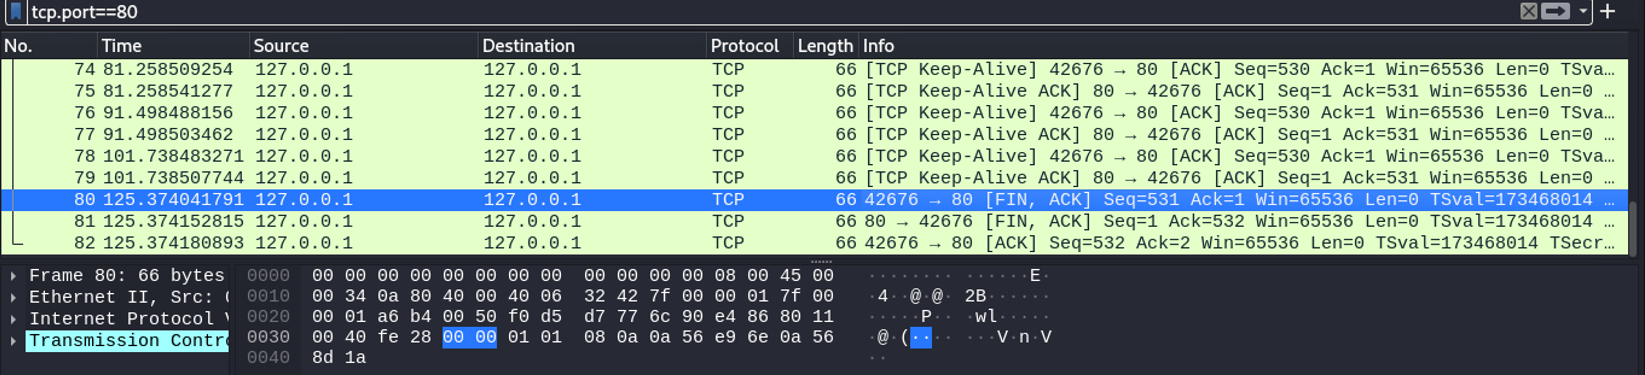 tcp.port==80
No. Time Source Destination Protocol Length Info
74 81.258509254 127.0.0.1 127.0.0.1 TCP 66 [TCP Keep-Alive] 42676 → 80 [ACK] Seq=530 Ack=1 Win=65536 Len=0 TSva…
75 81.258541277 127.0.0.1 127.0.0.1 TCP 66 [TCP Keep-Alive ACK] 80 → 42676 [ACK] Seq=1 Ack=531 Win=65536 Len=0 …
76 91.498488156 127.0.0.1 127.0.0.1 TCP 66 [TCP Keep-Alive] 42676 → 80 [ACK] Seq=530 Ack=1 Win=65536 Len=0 TSva…
77 91.498503462 127.0.0.1 127.0.0.1 TCP 66 [TCP Keep-Alive ACK] 80 → 42676 [ACK] Seq=1 Ack=531 Win=65536 Len=0 …
78 101.738483271 127.0.0.1 127.0.0.1 TCP 66 [TCP Keep-Alive] 42676 → 80 [ACK] Seq=530 Ack=1 Win=65536 Len=0 TSva…
79 101.738507744 127.0.0.1 127.0.0.1 TCP 66 [TCP Keep-Alive ACK] 80 → 42676 [ACK] Seq=1 Ack=531 Win=65536 Len=0 …
80 125.374041791 127.0.0.1 127.0.0.1 TCP 66 42676 → 80 [FIN, ACK] Seq=531 Ack=1 Win=65536 Len=0 TSval=173468014 …
81 125.374152815 127.0.0.1 127.0.0.1 TCP 66 80 → 42676 [FIN, ACK] Seq=1 Ack=532 Win=65536 Len=0 TSval=173468014 …
82 125.374180893 127.0.0.1 127.0.0.1 TCP 66 42676 → 80 [ACK] Seq=532 Ack=2 Win=65536 Len=0 TSval=173468014 TSecr…
Frame 80: 66 bytes
Ethernet II, Src: (
Internet Protocol V
Transmission Contro
0000 00 00 00 00 00 00 00 00 00 00 00 00 08 00 45 00 ········ ······E·
0010 00 34 0a 80 40 00 40 06 32 42 7f 00 00 01 7f 00 ·4··@·@· 2B······
0020 00 01 a6 b4 00 50 f0 d5 d7 77 6c 90 e4 86 80 11 ·····P·· ·wl·····
0030 00 40 fe 28 00 00 01 01 08 0a 0a 56 e9 6e 0a 56 ·@·(···· ···V·n·V
0040 8d 1a ··